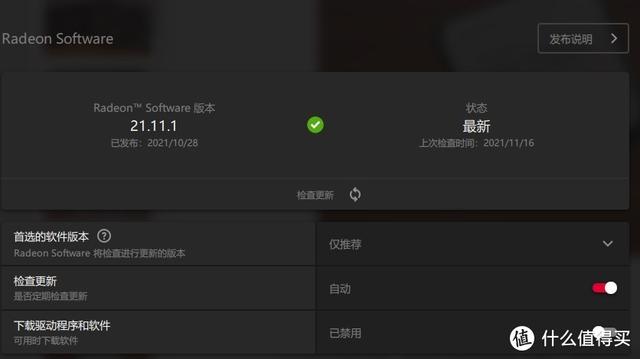 Radeon Software
发布说明
Radeon™ Software 版本
21.11.1
已发布：2021/10/28
状态
最新
上次检查时间：2021/11/16
检查更新
首选的软件版本 ?
Radeon Software 将检查进行更新的版本
仅推荐
检查更新
是否定期检查更新
自动
下载驱动程序和软件
可用时下载软件
已禁用
值 什么值得买